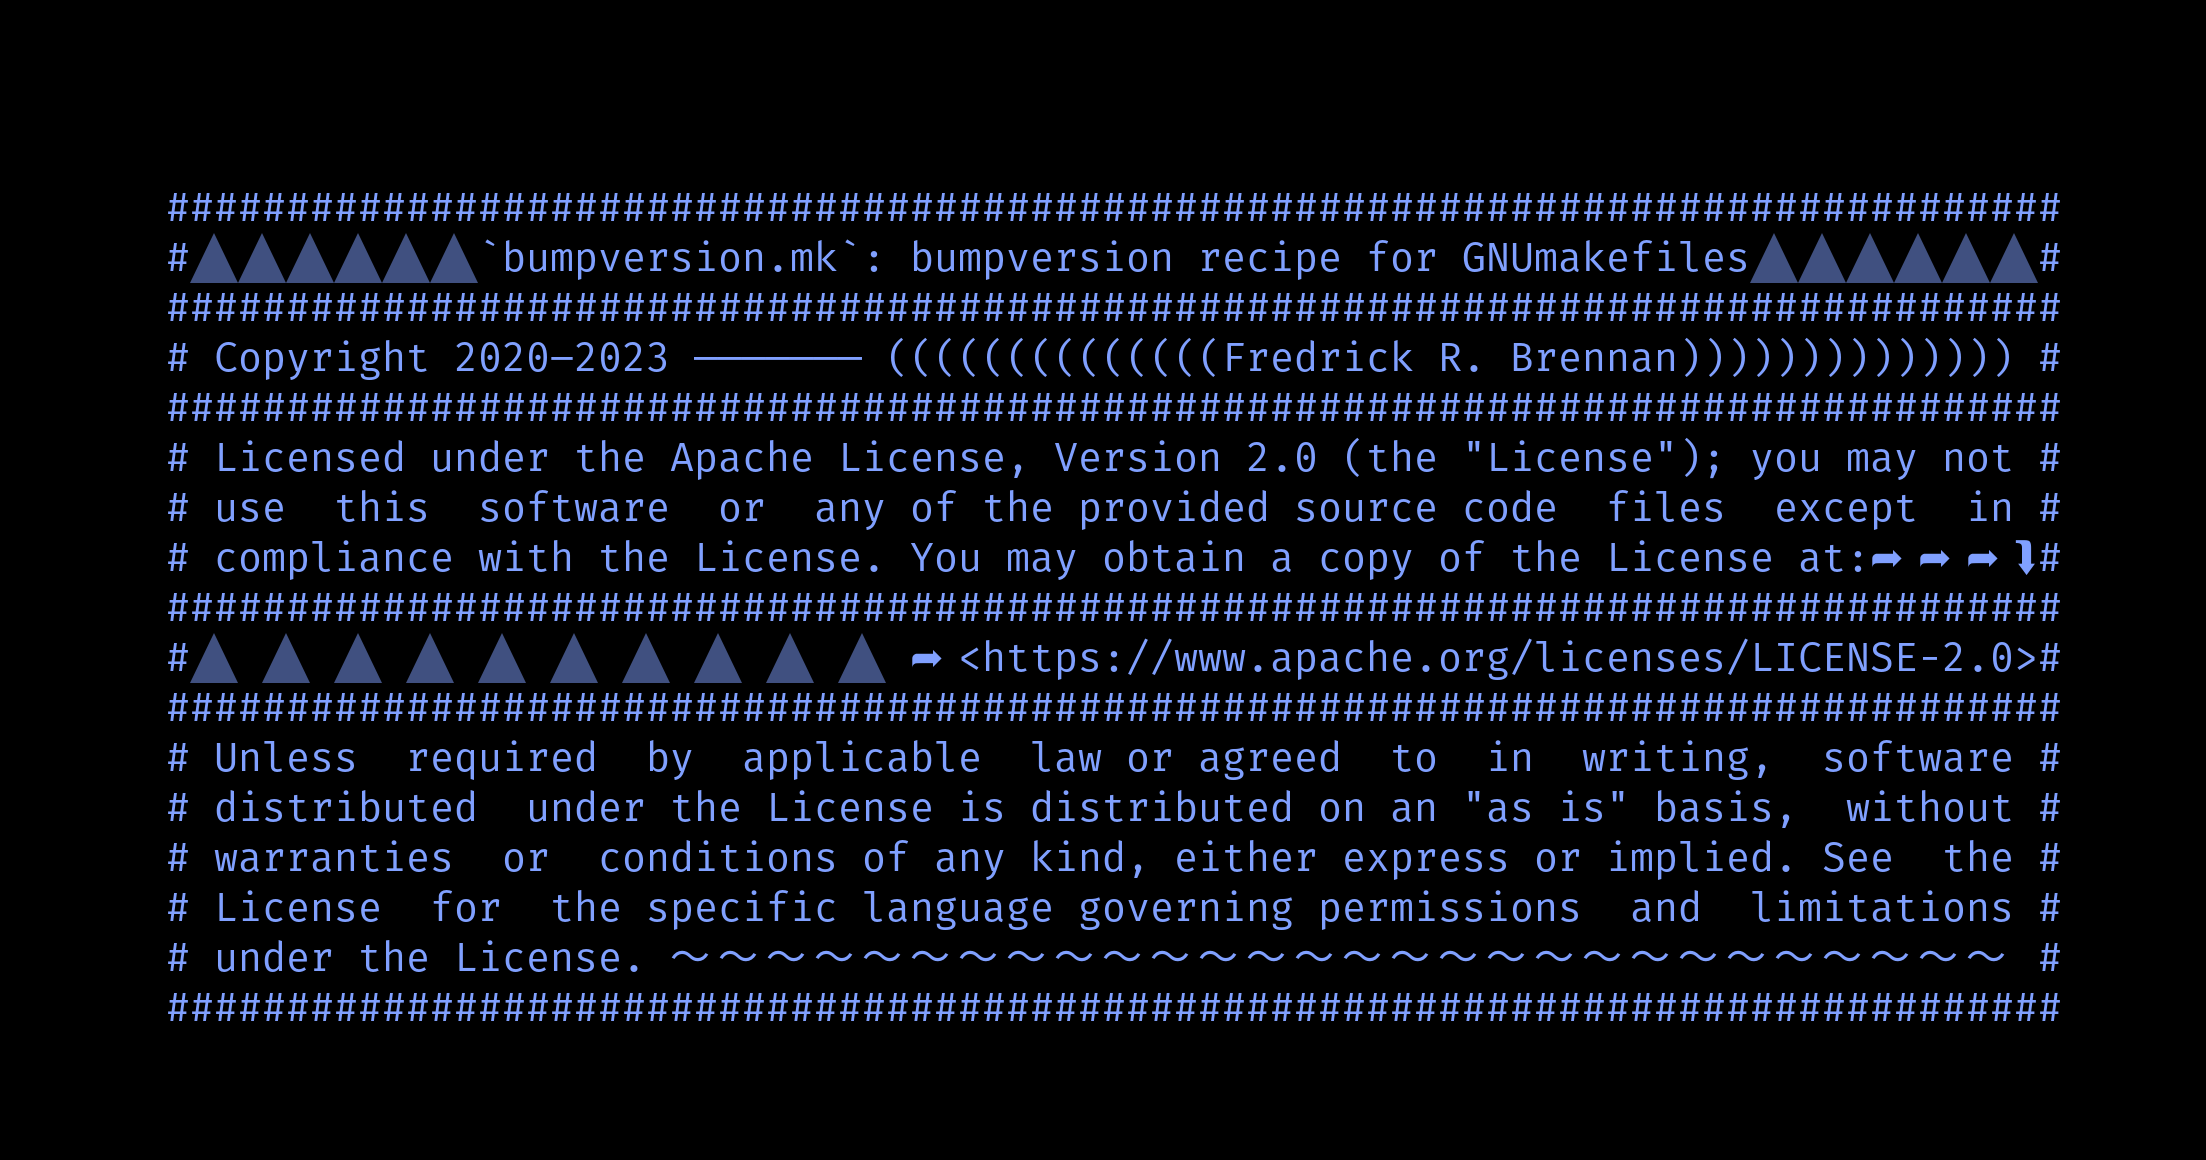 ###############################################################################
#◢◣◢◣◢◣◢◣◢◣◢◣`bumpversion.mk`: bumpversion recipe for GNUmakefiles◢◣◢◣◢◣◢◣◢◣◢◣#
###############################################################################
# Copyright 2020–2023 ─────── ((((((((((((((Fredrick R. Brennan)))))))))))))) #
###############################################################################
# Licensed under the Apache License, Version 2.0 (the "License"); you may not #
# use  this  software  or  any of the provided source code  files  except  in #
# compliance with the License. You may obtain a copy of the License at:➦ ➦ ➦ ⮯#
###############################################################################
#◢◣ ◢◣ ◢◣ ◢◣ ◢◣ ◢◣ ◢◣ ◢◣ ◢◣ ◢◣ ➦ <https://www.apache.org/licenses/LICENSE-2.0>#
###############################################################################
# Unless  required  by  applicable  law or agreed  to  in  writing,  software #
# distributed  under the License is distributed on an "as is" basis,  without #
# warranties  or  conditions of any kind, either express or implied. See  the #
# License  for  the specific language governing permissions  and  limitations #
# under the License. ～～～～～～～～～～～～～～～～～～～～～～～～～～～～ #
###############################################################################